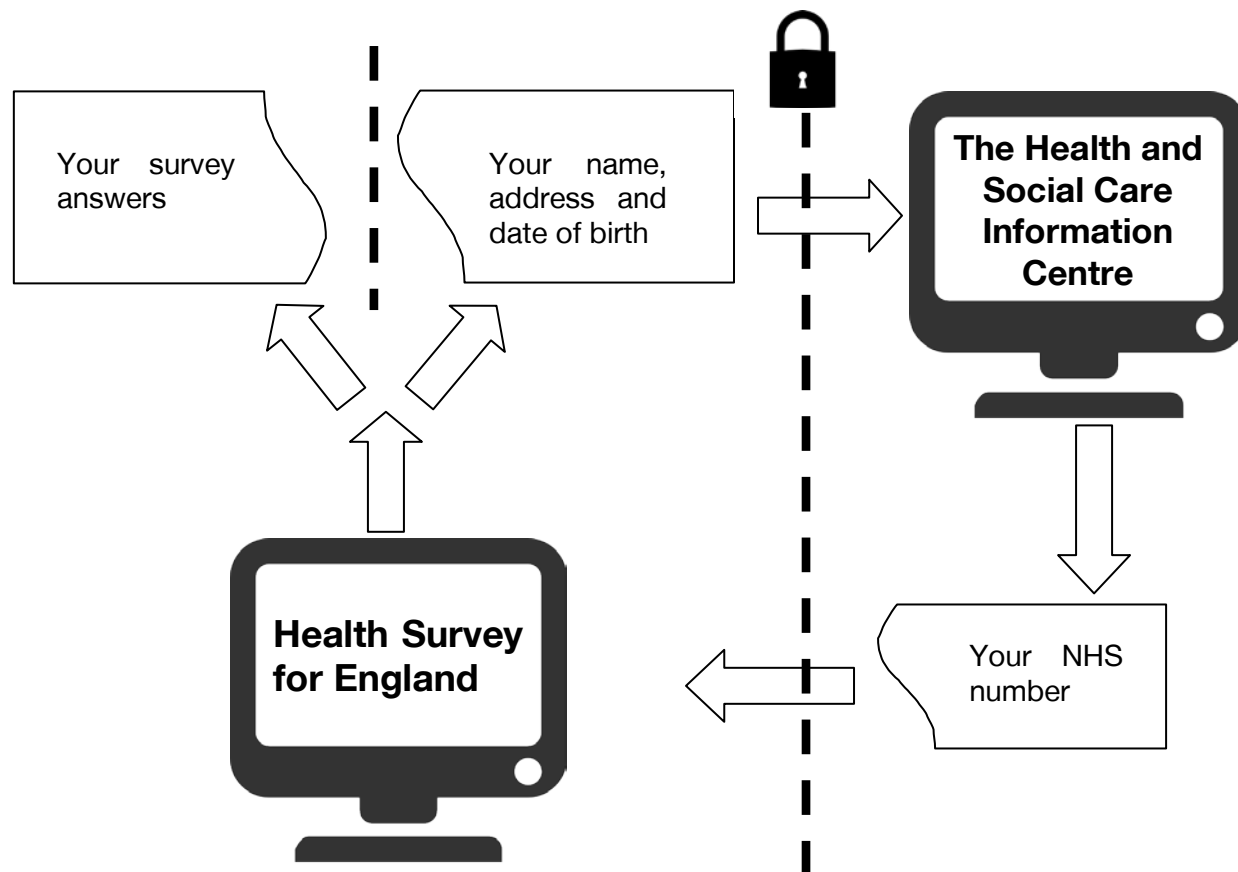 Your survey
answers
Your name,
address and
date of birth
The Health and
Social Care
Information
Centre
Health Survey
for England
Your NHS
number